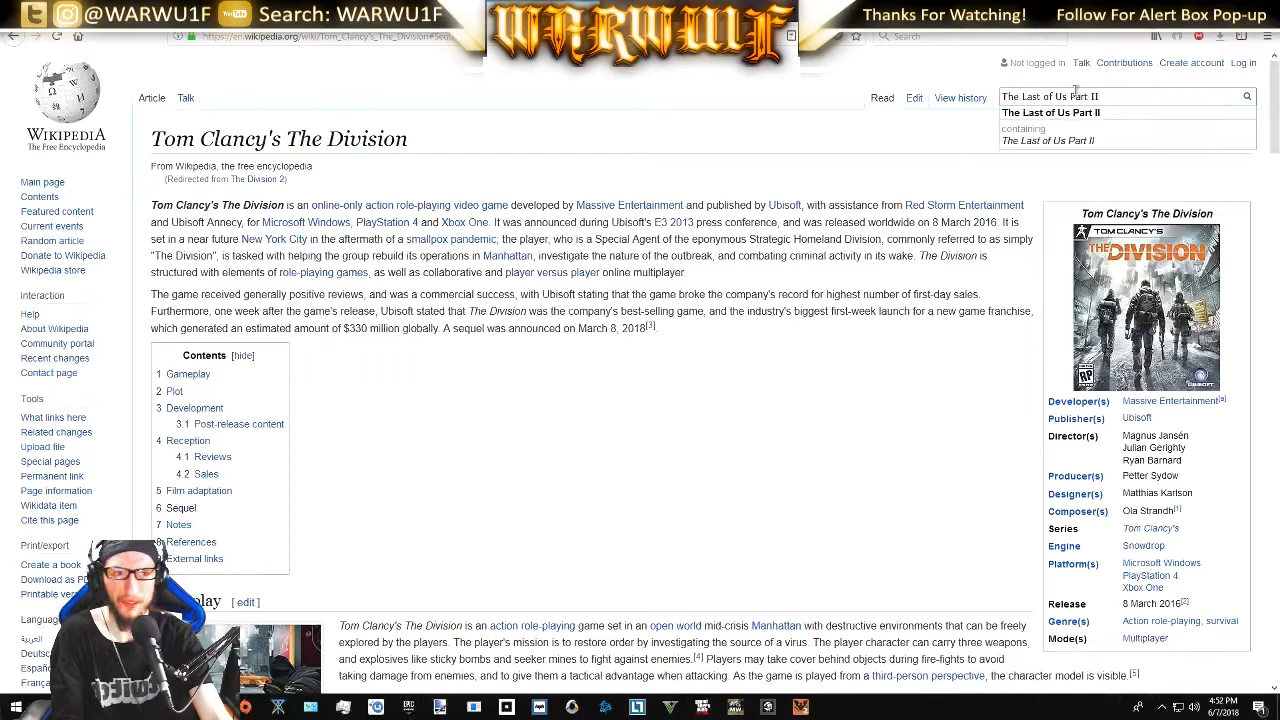 @WARWU1F
Search: WARWU1F
WARWU1F
Thanks For Watching!
Follow For Alert Box Pop-up
https://en.wikipedia.org/wiki/Tom_Clancy's_The_Division#Sequ
Search
Not logged in Talk Contributions Create account Log in
Article Talk
Read Edit View history
The Last of Us Part II
The Last of Us Part II
containing
The Last of Us Part II
WIKIPEDIA
The Free Encyclopedia
Main page
Contents
Featured content
Current events
Random article
Donate to Wikipedia
Wikipedia store
Interaction
Help
About Wikipedia
Community portal
Recent changes
Contact page
Tools
What links here
Related changes
Upload file
Special pages
Permanent link
Page information
Wikidata item
Cite this page
Print/export
Create a book
Download as PD
Printable vers
Languag
العربية
Deutsc
Españo
França
Tom Clancy's The Division
From Wikipedia, the free encyclopedia
(Redirected from The Division 2)
Tom Clancy's The Division is an online-only action role-playing video game developed by Massive Entertainment and published by Ubisoft, with assistance from Red Storm Entertainment
and Ubisoft Annecy, for Microsoft Windows, PlayStation 4 and Xbox One. It was announced during Ubisoft's E3 2013 press conference, and was released worldwide on 8 March 2016. It is
set in a near future New York City in the aftermath of a smallpox pandemic; the player, who is a Special Agent of the eponymous Strategic Homeland Division, commonly referred to as simply
"The Division", is tasked with helping the group rebuild its operations in Manhattan, investigate the nature of the outbreak, and combating criminal activity in its wake. The Division is
structured with elements of role-playing games, as well as collaborative and player versus player online multiplayer.
The game received generally positive reviews, and was a commercial success, with Ubisoft stating that the game broke the company's record for highest number of first-day sales.
Furthermore, one week after the game's release, Ubisoft stated that The Division was the company's best-selling game, and the industry's biggest first-week launch for a new game franchise,
which generated an estimated amount of $330 million globally. A sequel was announced on March 8, 2018[3].
Contents [hide]
1 Gameplay
2 Plot
3 Development
3.1 Post-release content
4 Reception
4.1 Reviews
4.2 Sales
5 Film adaptation
6 Sequel
7 Notes
8 References
External links
play [ edit ]
Tom Clancy's The Division is an action role-playing game set in an open world mid-crisis Manhattan with destructive environments that can be freely
explored by the players. The player's mission is to restore order by investigating the source of a virus. The player character can carry three weapons,
and explosives like sticky bombs and seeker mines to fight against enemies.[4] Players may take cover behind objects during fire-fights to avoid
taking damage from enemies, and to give them a tactical advantage when attacking. As the game is played from a third-person perspective, the character model is visible.[5]
Tom Clancy's The Division
TOM CLANCY'S
THE DIVISION
RP
UBISOFT
Developer(s) Massive Entertainment[a]
Publisher(s) Ubisoft
Director(s) Magnus Jansén
Julian Gerighty
Ryan Barnard
Producer(s) Petter Sydow
Designer(s) Matthias Karlson
Composer(s) Ola Strandh[1]
Series Tom Clancy's
Engine Snowdrop
Platform(s) Microsoft Windows
PlayStation 4
Xbox One
Release 8 March 2016[2]
Genre(s) Action role-playing, survival
Mode(s) Multiplayer
4:52 PM
6/7/2018